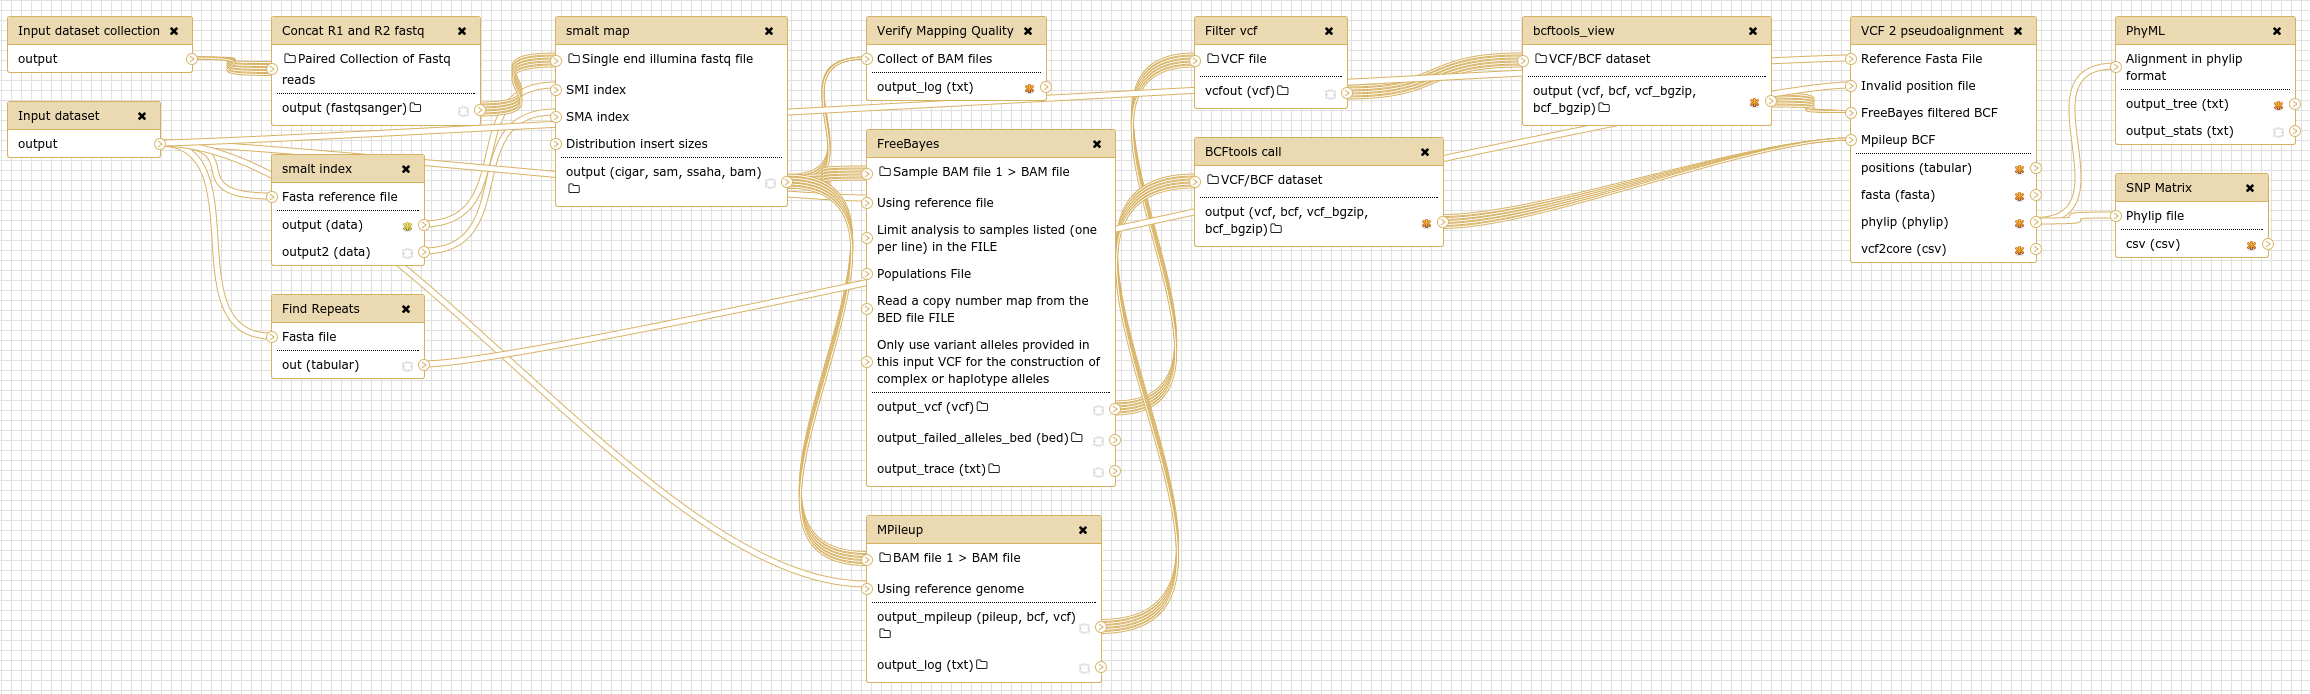 Input dataset collection
output
Input dataset
output
Concat R1 and R2 fastq
Paired Collection of Fastq
reads
output (fastqsanger)
smalt index
Fasta reference file
output (data)
output2 (data)
Find Repeats
Fasta file
out (tabular)
smalt map
Single end illumina fastq file
SMI index
SMA index
Distribution insert sizes
output (cigar, sam, ssaha, bam)
Verify Mapping Quality
Collect of BAM files
output_log (txt)
FreeBayes
Sample BAM file 1 > BAM file
Using reference file
Limit analysis to samples listed (one
per line) in the FILE
Populations File
Read a copy number map from the
BED file FILE
Only use variant alleles provided in
this input VCF for the construction of
complex or haplotype alleles
output_vcf (vcf)
output_failed_alleles_bed (bed)
output_trace (txt)
MPileup
BAM file 1 > BAM file
Using reference genome
output_mpileup (pileup, bcf, vcf)
output_log (txt)
Filter vcf
VCF file
vcfout (vcf)
BCFtools call
VCF/BCF dataset
output (vcf, bcf, vcf_bgzip,
bcf_bgzip)
bcftools_view
VCF/BCF dataset
output (vcf, bcf, vcf_bgzip,
bcf_bgzip)
VCF 2 pseudoalignment
Reference Fasta File
Invalid position file
FreeBayes filtered BCF
Mpileup BCF
positions (tabular)
fasta (fasta)
phylip (phylip)
vcf2core (csv)
PhyML
Alignment in phylip
format
output_tree (txt)
output_stats (txt)
SNP Matrix
Phylip file
csv (csv)